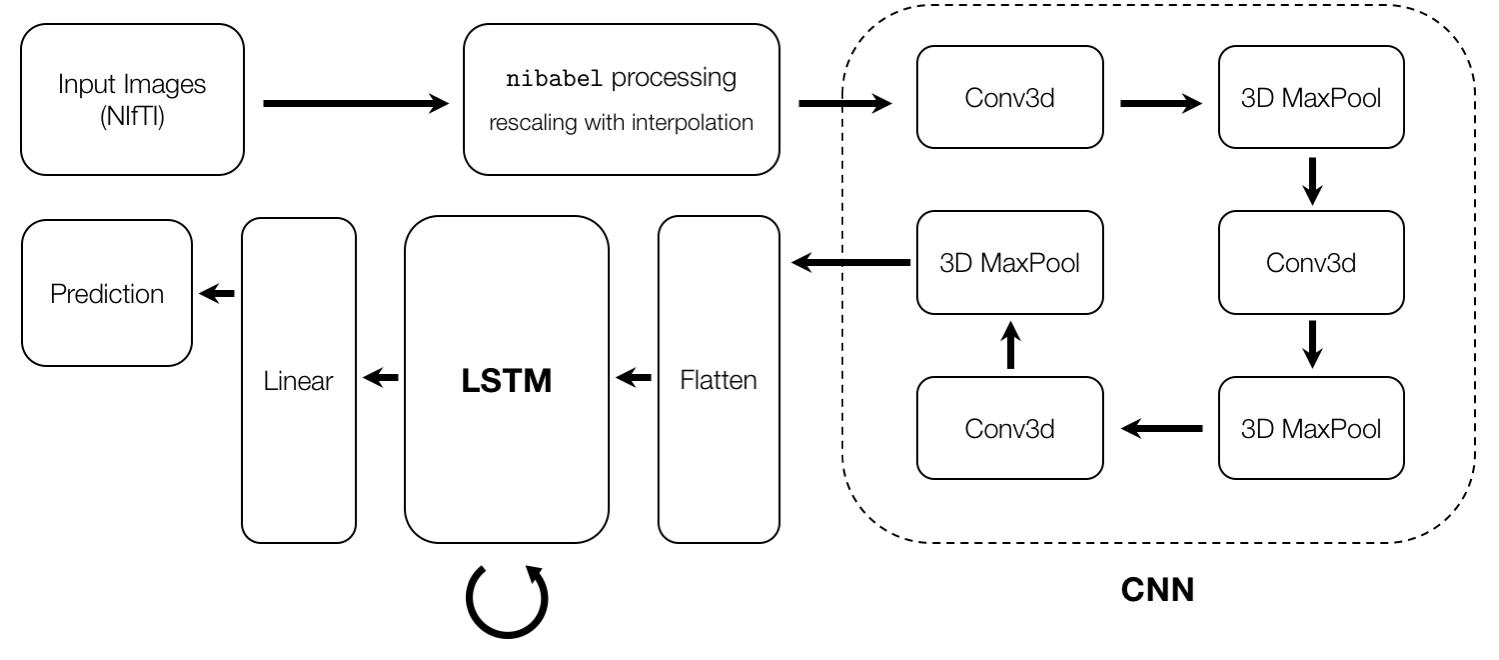 Input Images
(NIfTI)
nibabel processing
rescaling with interpolation
Conv3d
3D MaxPool
Conv3d
3D MaxPool
Conv3d
3D MaxPool
Flatten
LSTM
Linear
Prediction
CNN